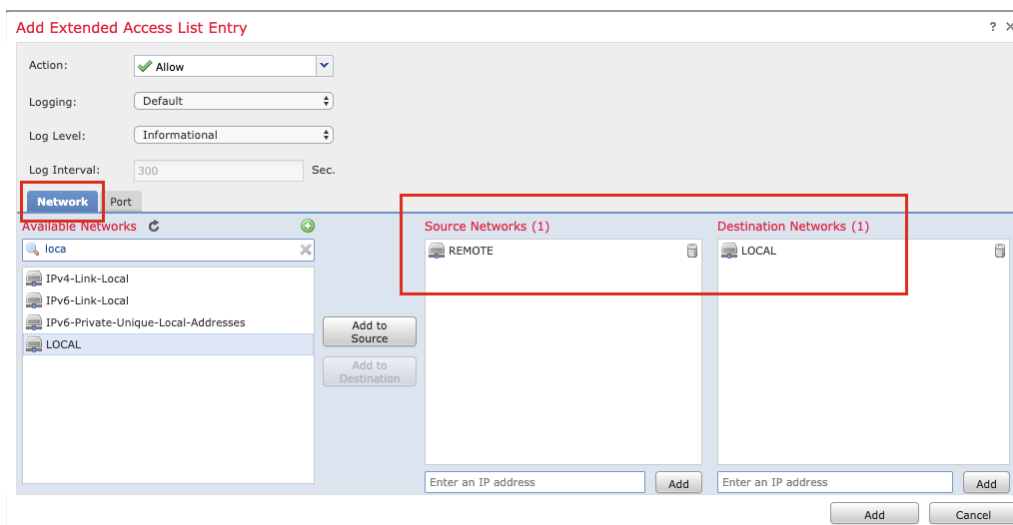 Add Extended Access List Entry
? ×
Action:
Allow
Logging:
Default
Log Level:
Informational
Log Interval:
300
Sec.
Network
Port
Available Networks
loca
IPv4-Link-Local
IPv6-Link-Local
IPv6-Private-Unique-Local-Addresses
LOCAL
Add to
Source
Add to
Destination
Source Networks (1)
REMOTE
Enter an IP address
Add
Destination Networks (1)
LOCAL
Enter an IP address
Add
Add
Cancel